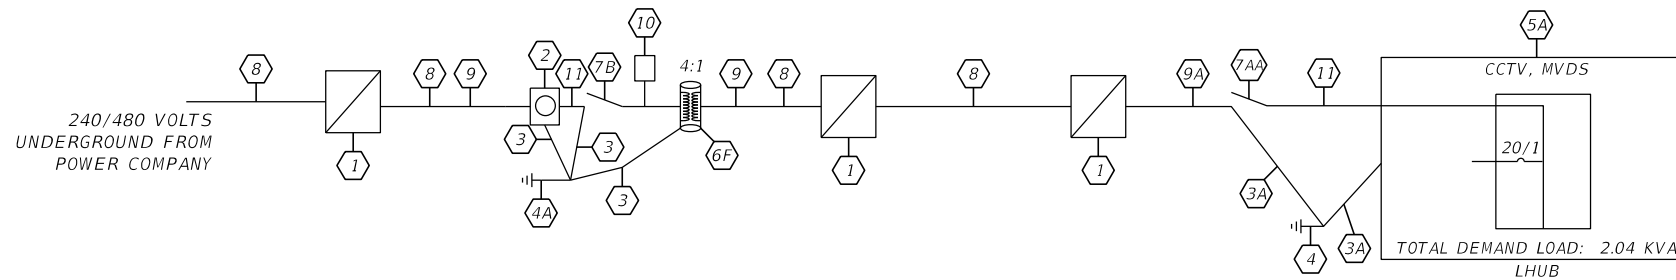 240/480 VOLTS
UNDERGROUND FROM
POWER COMPANY
8
1
8
9
2
3
11
7B
3
4A
3
10
4:1
6F
9
8
1
8
1
9A
7AA
11
3A
4
3A
5A
CCTV, MVDS
20/1
TOTAL DEMAND LOAD: 2.04 KVA
LHUB